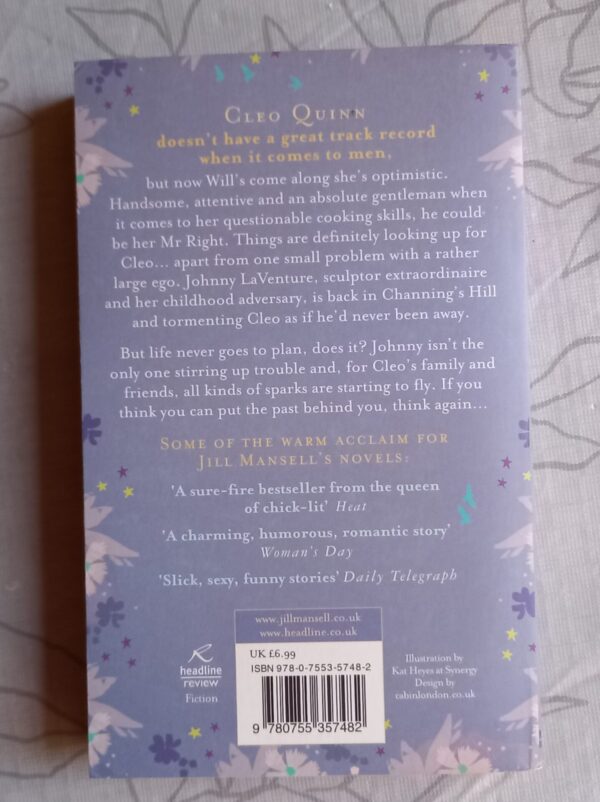 CLEO QUINN
doesn't have a great track record
when it comes to men,
but now Will's come along she's optimistic.
Handsome, attentive and an absolute gentleman when
it comes to her questionable cooking skills, he could
be her Mr Right. Things are definitely looking up for
Cleo... apart from one small problem with a rather
large ego. Johnny LaVenture, sculptor extraordinaire
and her childhood adversary, is back in Channing's Hill
and tormenting Cleo as if he'd never been away.
But life never goes to plan, does it? Johnny isn't the
only one stirring up trouble and, for Cleo's family and
friends, all kinds of sparks are starting to fly. If you
think you can put the past behind you, think again...
SOME OF THE WARM ACCLAIM FOR
JILL MANSELL'S NOVELS:
'A sure-fire bestseller from the queen
of chick-lit' Heat
'A charming, humorous, romantic story'
Woman's Day
'Slick, sexy, funny stories' Daily Telegraph
www.jillmansell.co.uk
www.headline.co.uk
UK £6.99
ISBN 978-0-7553-5748-2
9 780755 357482
headline
review
Fiction
Illustration by
Kat Heyes at Synergy
Design by
cabinlondon.co.uk